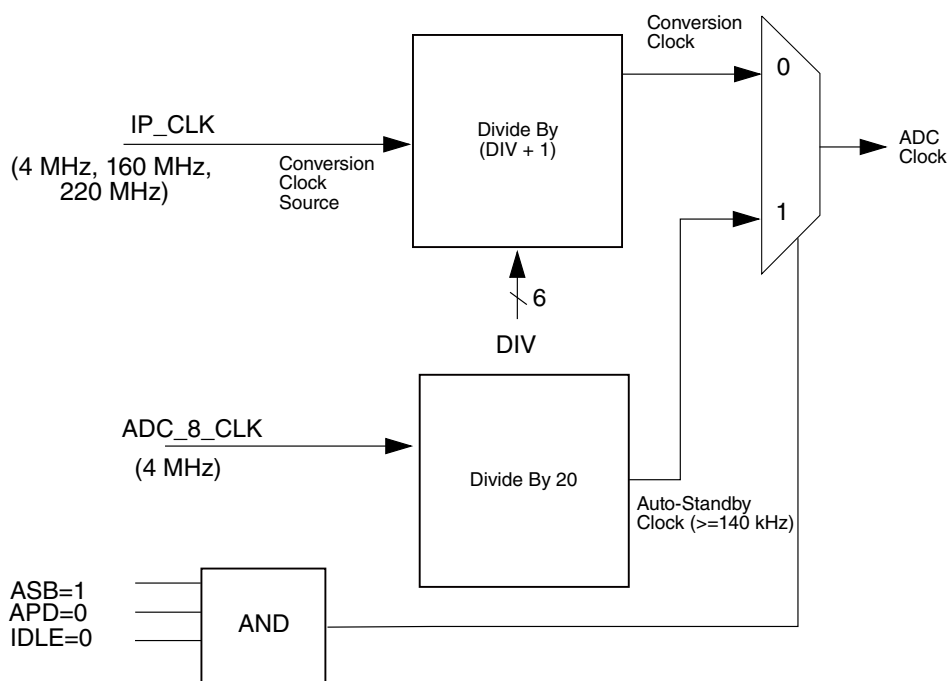 Conversion
Clock
0
IP_CLK
(4 MHz, 160 MHz,
220 MHz)
Conversion
Clock
Source
Divide By
(DIV + 1)
ADC
Clock
1
6
DIV
ADC_8_CLK
(4 MHz)
Divide By 20
Auto-Standby
Clock (>=140 kHz)
ASB=1
APD=0
IDLE=0
AND